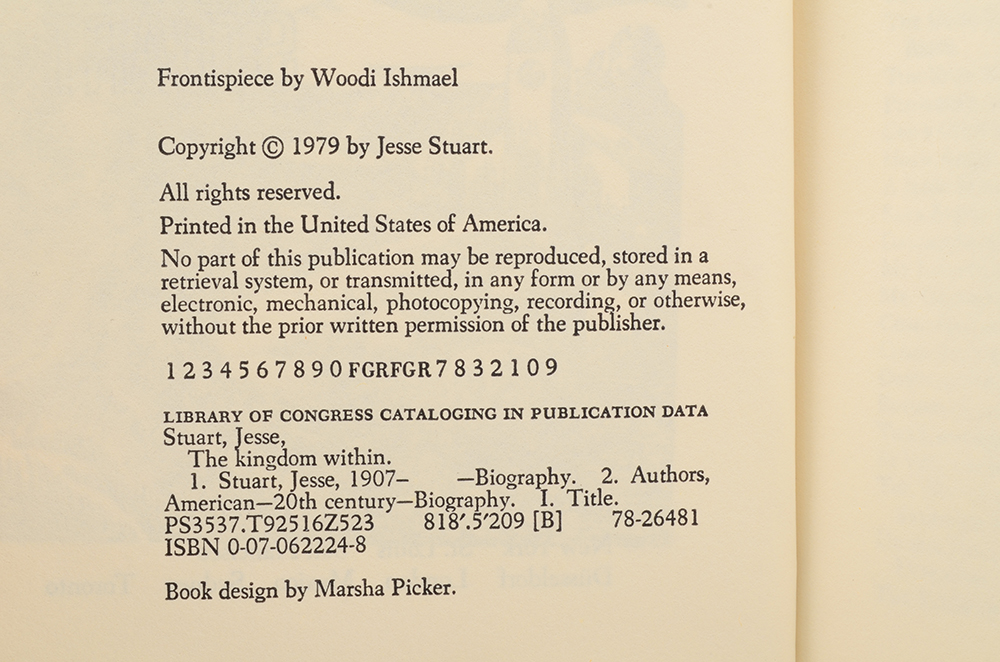 Frontispiece by Woodi Ishmael
Copyright © 1979 by Jesse Stuart.
All rights reserved.
Printed in the United States of America.
No part of this publication may be reproduced, stored in a
retrieval system, or transmitted, in any form or by any means,
electronic, mechanical, photocopying, recording, or otherwise,
without the prior written permission of the publisher.
1 2 3 4 5 6 7 8 9 0 FGRFGR 7 8 3 2 1 0 9
LIBRARY OF CONGRESS CATALOGING IN PUBLICATION DATA
Stuart, Jesse,
The kingdom within.
1. Stuart, Jesse, 1907– —Biography. 2. Authors,
American—20th century—Biography. I. Title.
PS3537.T92516Z523 818'.5'209 [B] 78-26481
ISBN 0-07-062224-8
Book design by Marsha Picker.